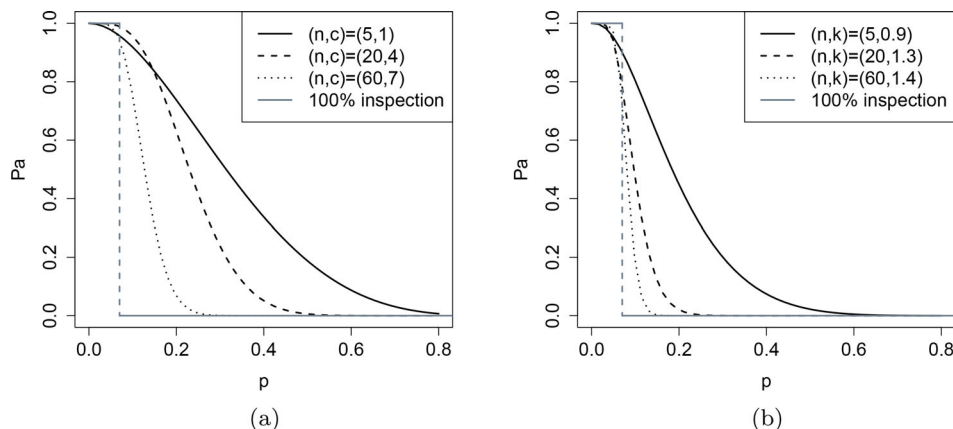 (n,c)=(5,1)
(n,c)=(20,4)
(n,c)=(60,7)
100% inspection
Pa
1.0
0.8
0.6
0.4
0.2
0.0
0.0 0.2 0.4 0.6 0.8
p
(a)
(n,k)=(5,0.9)
(n,k)=(20,1.3)
(n,k)=(60,1.4)
100% inspection
Pa
1.0
0.8
0.6
0.4
0.2
0.0
0.0 0.2 0.4 0.6 0.8
p
(b)